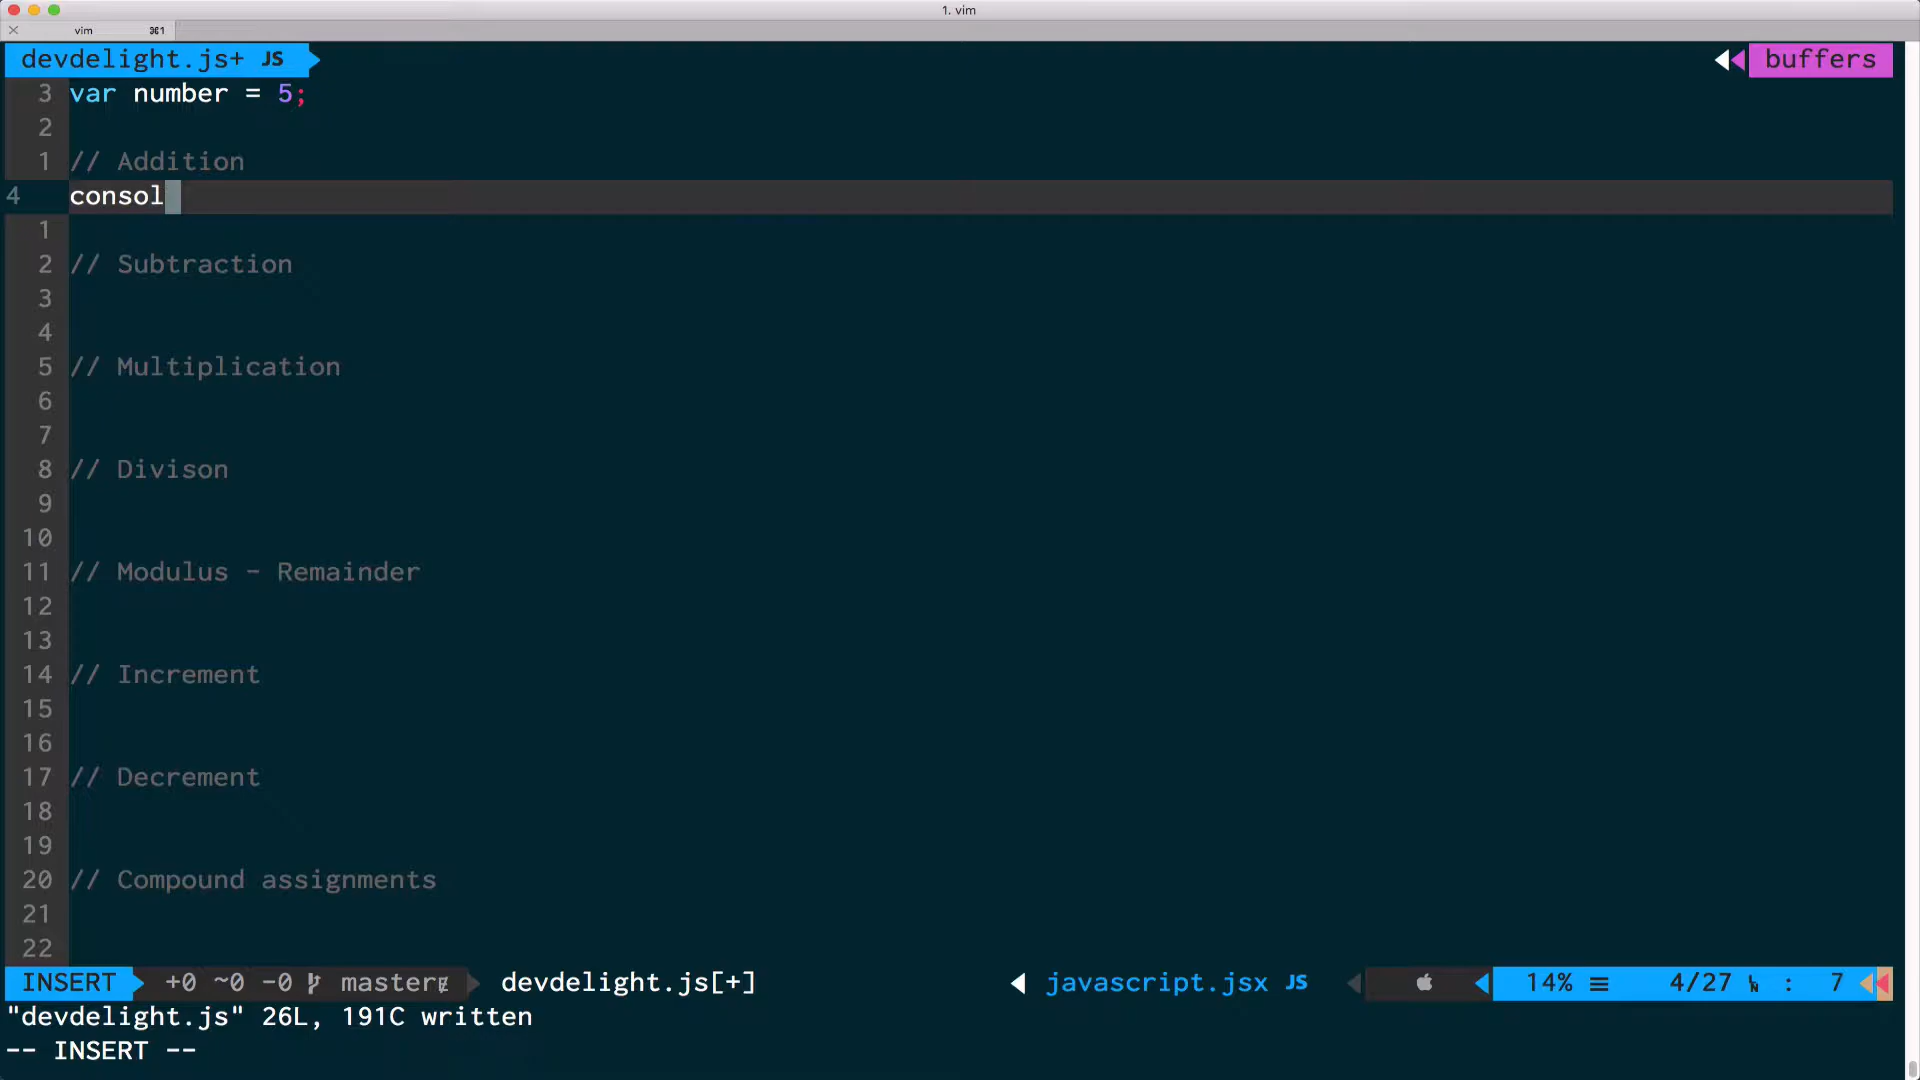 1. vim
vim ⌘1
devdelight.js+ JS buffers
3 var number = 5;
2
1 // Addition
4 consol
1
2 // Subtraction
3
4
5 // Multiplication
6
7
8 // Divison
9
10
11 // Modulus - Remainder
12
13
14 // Increment
15
16
17 // Decrement
18
19
20 // Compound assignments
21
22
INSERT +0 ~0 -0 master devdelight.js[+] javascript.jsx JS 14% ☰ 4/27 : 7
"devdelight.js" 26L, 191C written
-- INSERT --